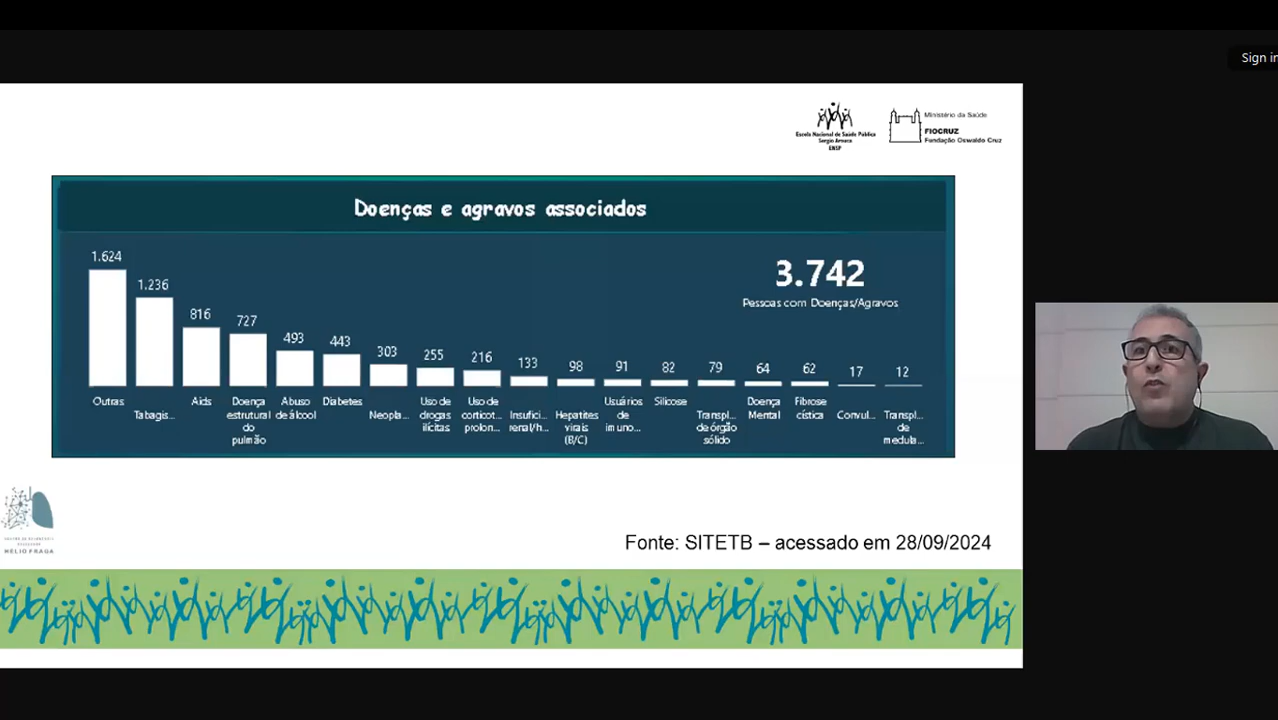 Sign in
Escola Nacional de Saúde Pública
Sergio Arouca
ENSP
Ministério da Saúde
FIOCRUZ
Fundação Oswaldo Cruz
Doenças e agravos associados
3.742
Pessoas com Doenças/Agravos
1.624
1.236
816
727
493
443
303
255
216
133
98
91
82
79
64
62
17
12
Outras
Tabagis...
Aids
Doença
estrutural
do
pulmão
Abuso
de álcool
Diabetes
Neopla...
Uso de
drogas
ilícitas
Uso de
corticot...
prolon...
Insufici...
renal/h...
Hepatites
virais
(B/C)
Usuários
de
imuno...
Silicose
Transpl...
de órgão
sólido
Doença
Mental
Fibrose
cística
Convul...
Transpl...
de
medula...
HÉLIO FRAGA
Fonte: SITETB – acessado em 28/09/2024